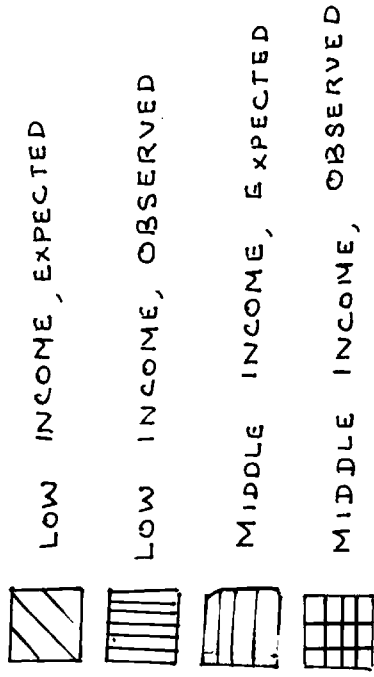 LOW INCOME, EXPECTED
LOW INCOME, OBSERVED
MIDDLE INCOME, EXPECTED
MIDDLE INCOME, OBSERVED